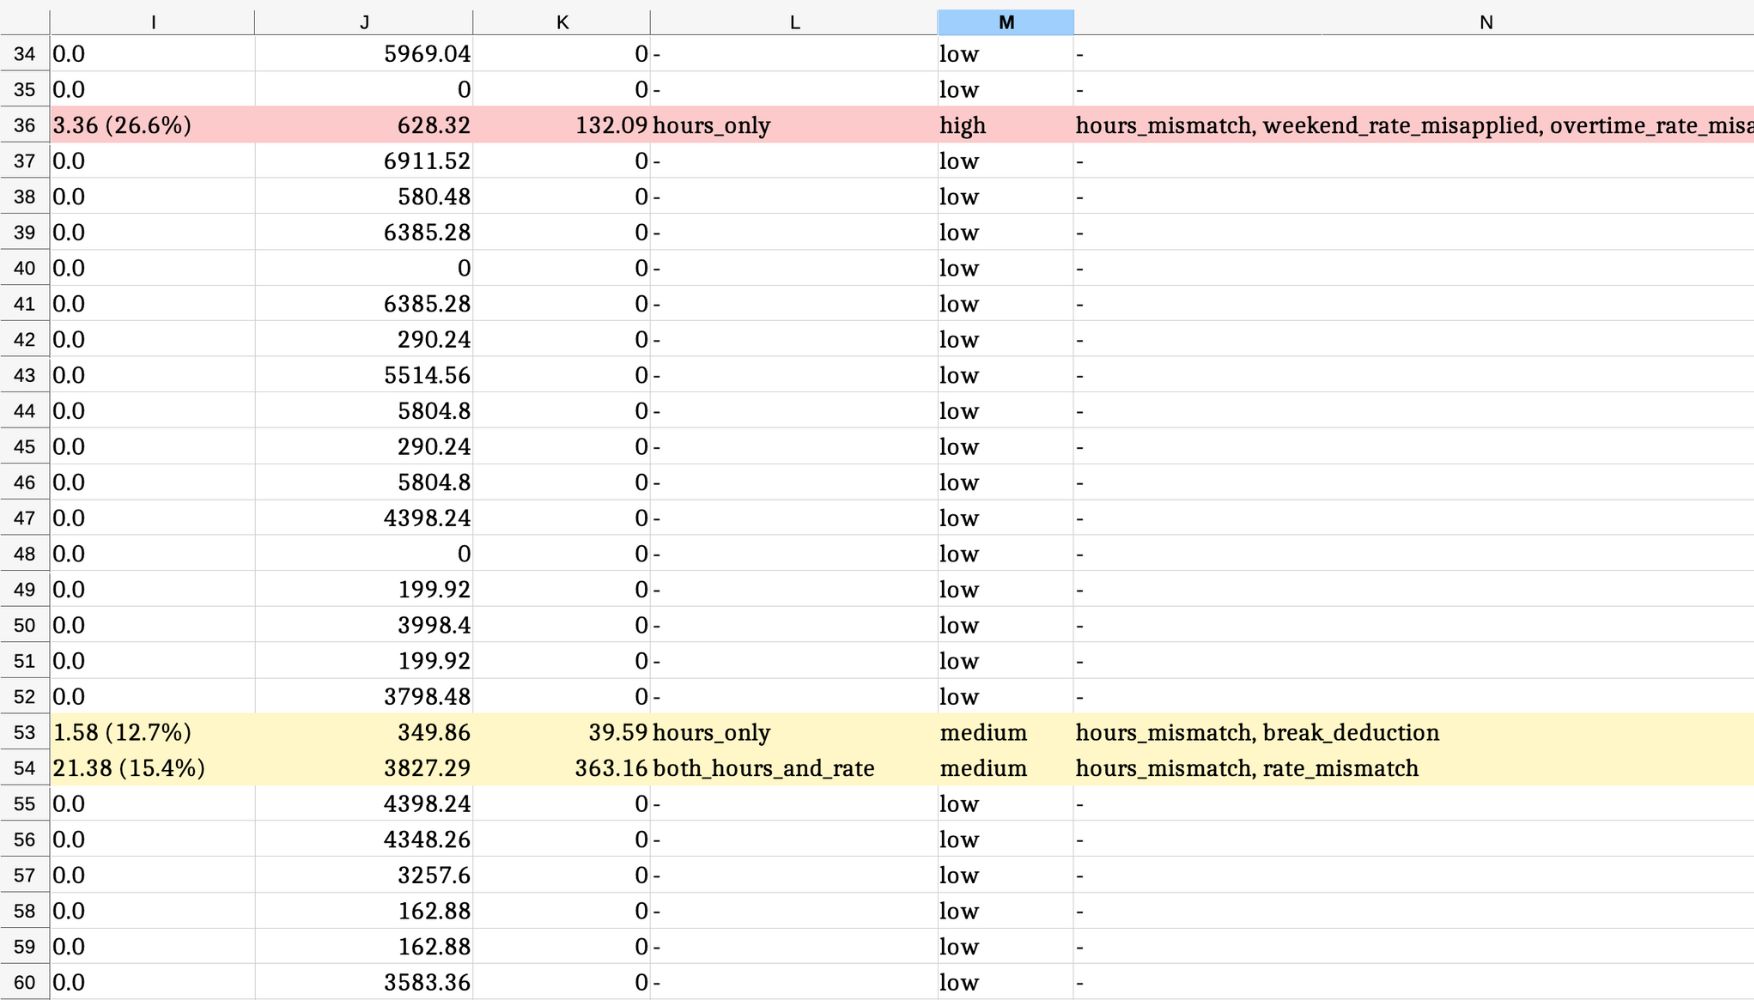 I J K L M N
34 0.0 5969.04 0 - low -
35 0.0 0 0 - low -
36 3.36 (26.6%) 628.32 132.09 hours_only high hours_mismatch, weekend_rate_misapplied, overtime_rate_misa
37 0.0 6911.52 0 - low -
38 0.0 580.48 0 - low -
39 0.0 6385.28 0 - low -
40 0.0 0 0 - low -
41 0.0 6385.28 0 - low -
42 0.0 290.24 0 - low -
43 0.0 5514.56 0 - low -
44 0.0 5804.8 0 - low -
45 0.0 290.24 0 - low -
46 0.0 5804.8 0 - low -
47 0.0 4398.24 0 - low -
48 0.0 0 0 - low -
49 0.0 199.92 0 - low -
50 0.0 3998.4 0 - low -
51 0.0 199.92 0 - low -
52 0.0 3798.48 0 - low -
53 1.58 (12.7%) 349.86 39.59 hours_only medium hours_mismatch, break_deduction
54 21.38 (15.4%) 3827.29 363.16 both_hours_and_rate medium hours_mismatch, rate_mismatch
55 0.0 4398.24 0 - low -
56 0.0 4348.26 0 - low -
57 0.0 3257.6 0 - low -
58 0.0 162.88 0 - low -
59 0.0 162.88 0 - low -
60 0.0 3583.36 0 - low -